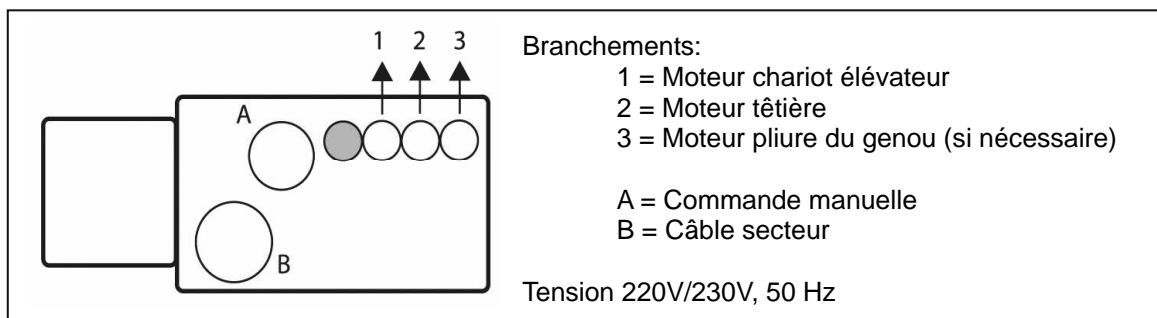 1 2 3
A
B
Branchements:
1 = Moteur chariot élévateur
2 = Moteur têtière
3 = Moteur pliure du genou (si nécessaire)
A = Commande manuelle
B = Câble secteur
Tension 220V/230V, 50 Hz